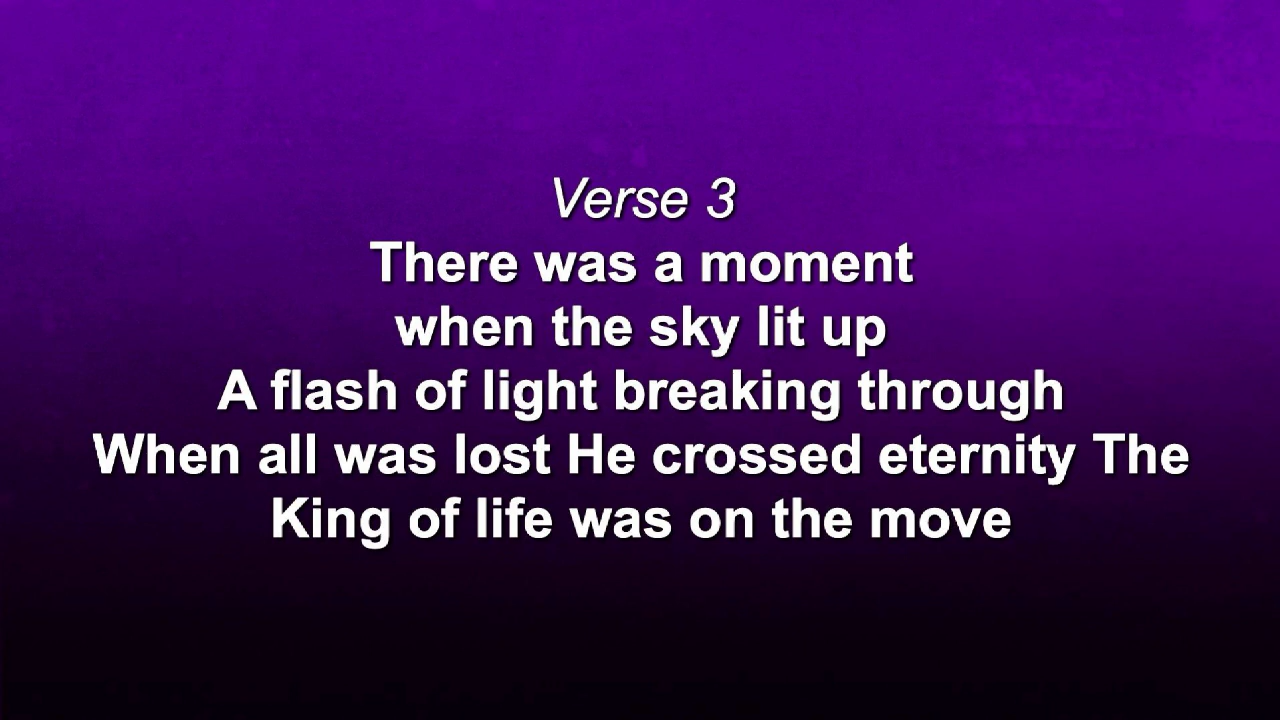 Verse 3
There was a moment
when the sky lit up
A flash of light breaking through
When all was lost He crossed eternity The
King of life was on the move